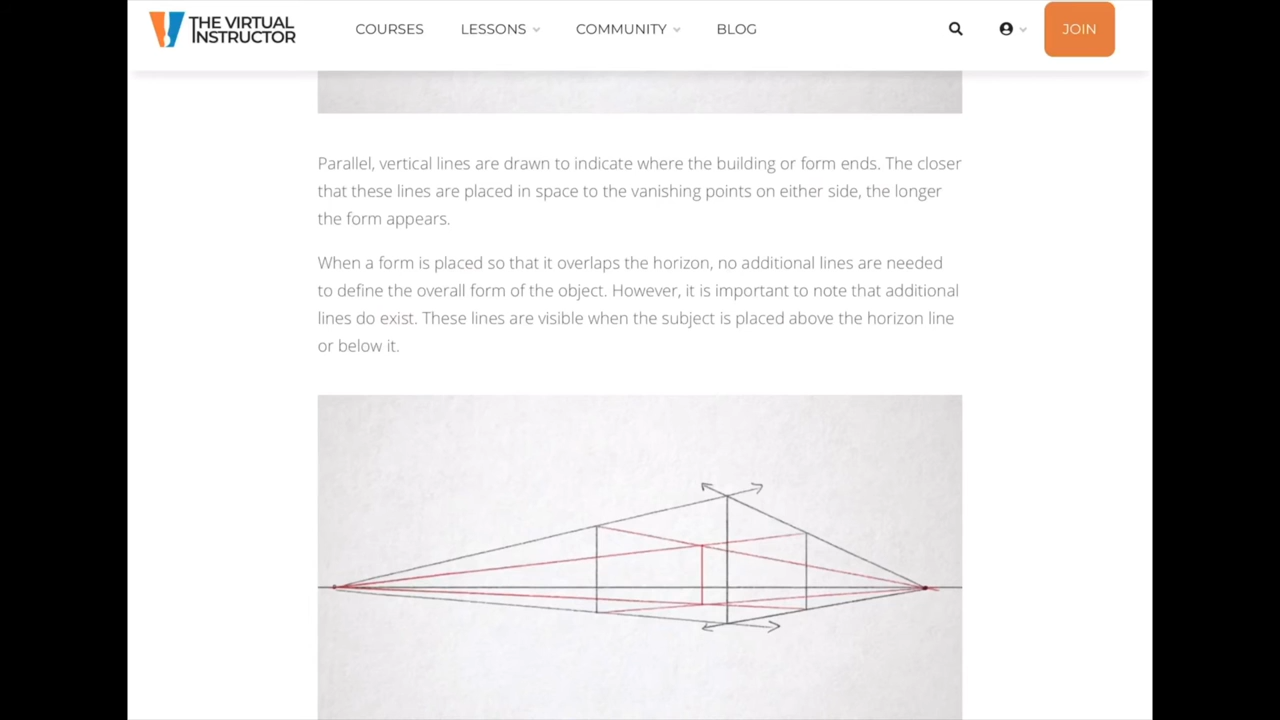 THE VIRTUAL
INSTRUCTOR
COURSES LESSONS COMMUNITY BLOG JOIN
Parallel, vertical lines are drawn to indicate where the building or form ends. The closer
that these lines are placed in space to the vanishing points on either side, the longer
the form appears.
When a form is placed so that it overlaps the horizon, no additional lines are needed
to define the overall form of the object. However, it is important to note that additional
lines do exist. These lines are visible when the subject is placed above the horizon line
or below it.